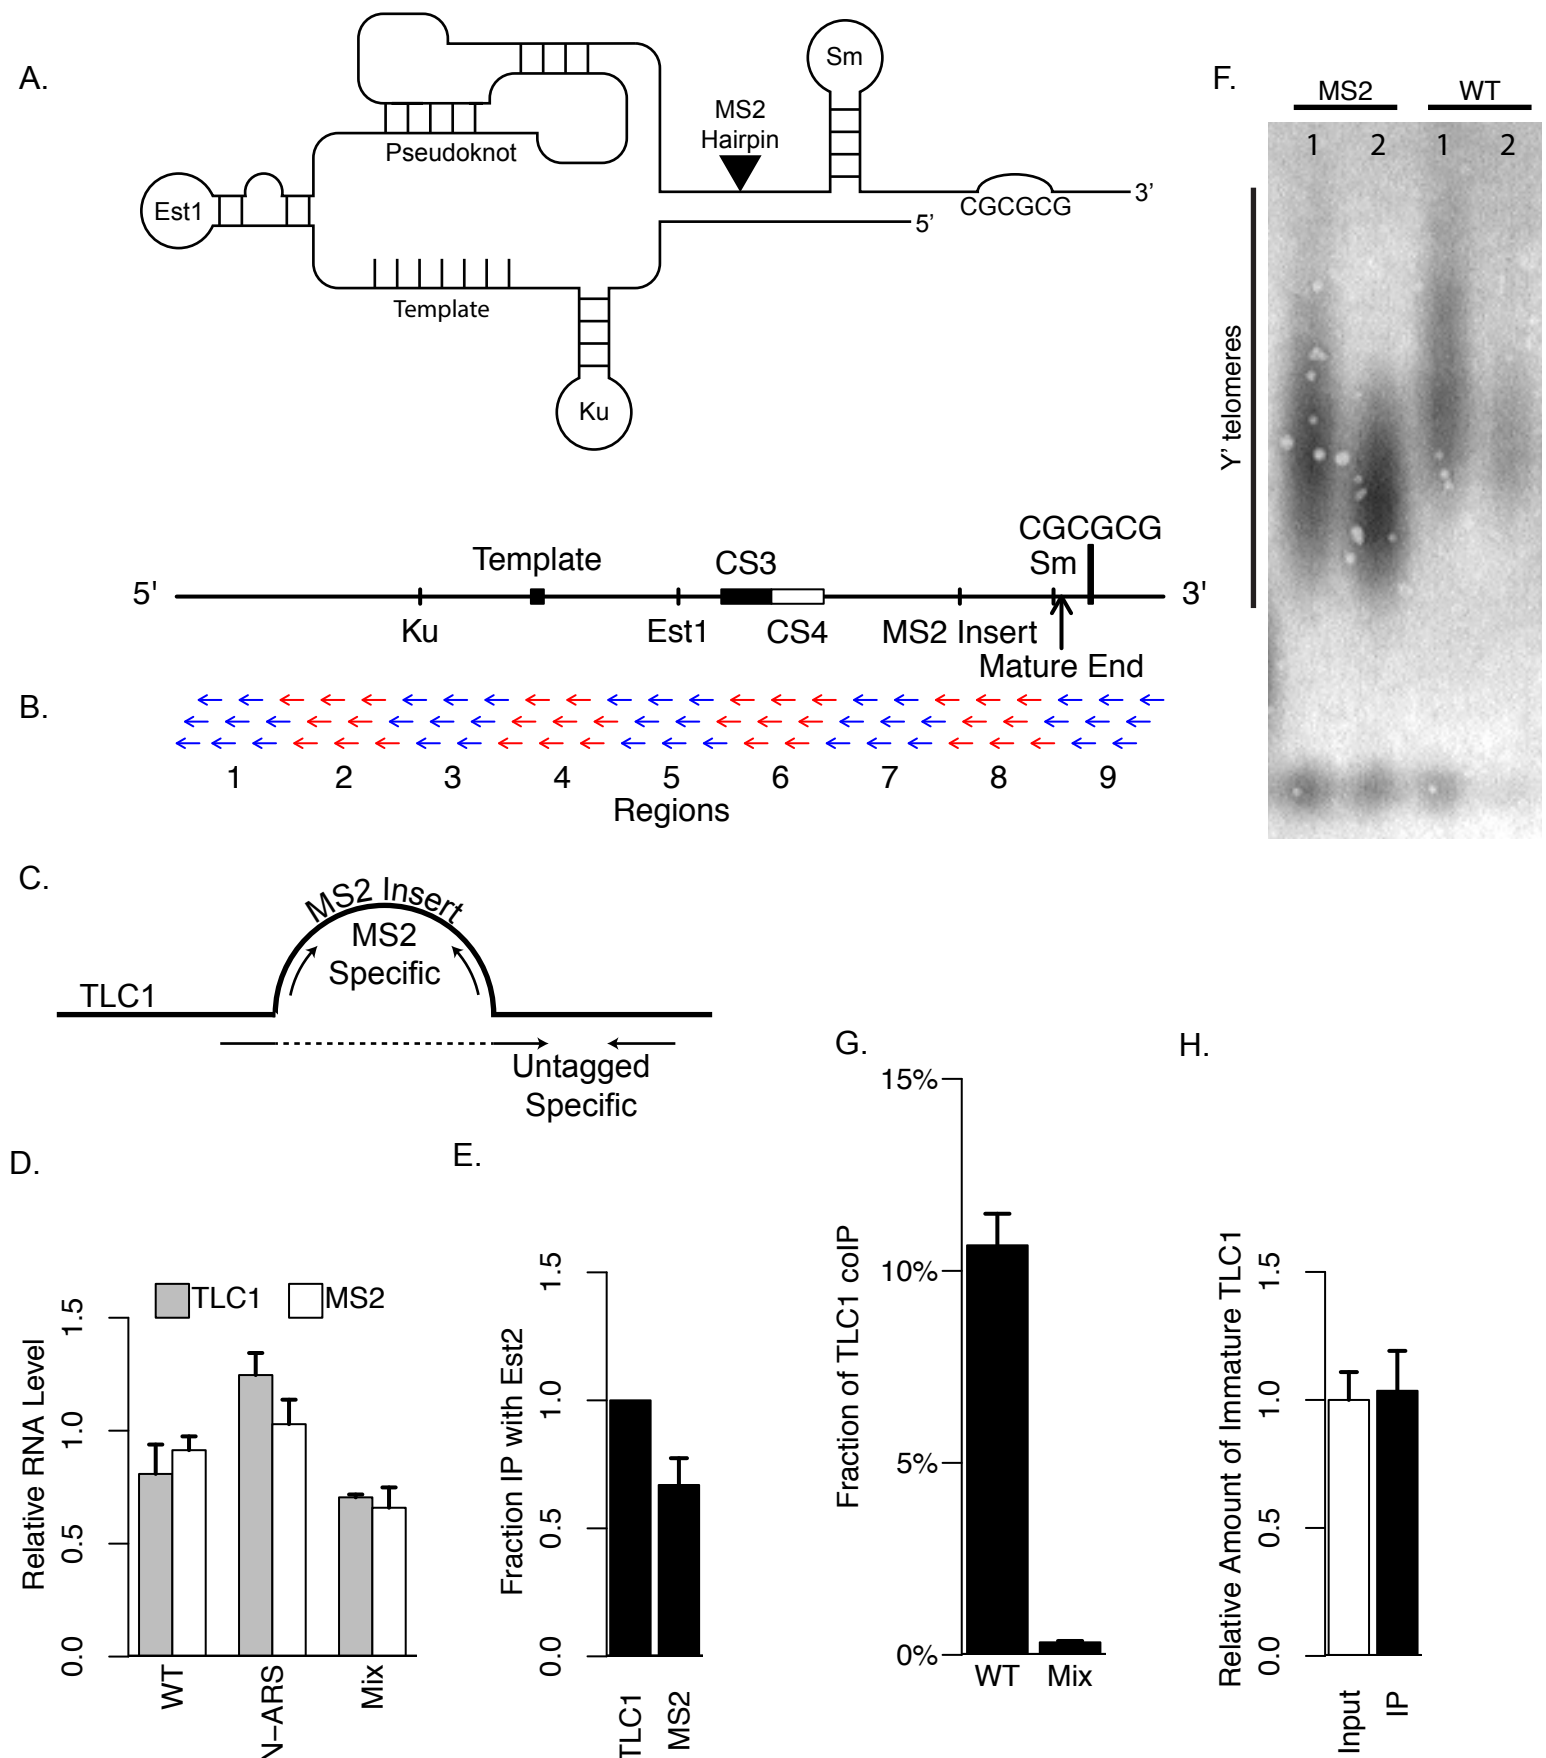 A.
Sm
MS2
Hairpin
Pseudoknot
Est1
CGCGCG
3'
5'
Template
Ku
F.
MS2 WT
1 2 1 2
Y' telomeres
CGCGCG
Template CS3 Sm
5' 3'
Ku Est1 CS4 MS2 Insert
Mature End
B.
1 2 3 4 5 6 7 8 9
Regions
C.
MS2 Insert
MS2
Specific
TLC1
Untagged
Specific
D.
TLC1 MS2
Relative RNA Level
0.0 0.5 1.0 1.5
WT N-ARS Mix
E.
Fraction IP with Est2
0.0 0.5 1.0 1.5
TLC1 MS2
G.
Fraction of TLC1 coIP
15%
10%
5%
0%
WT Mix
H.
Relative Amount of Immature TLC1
0.0 0.5 1.0 1.5
Input IP